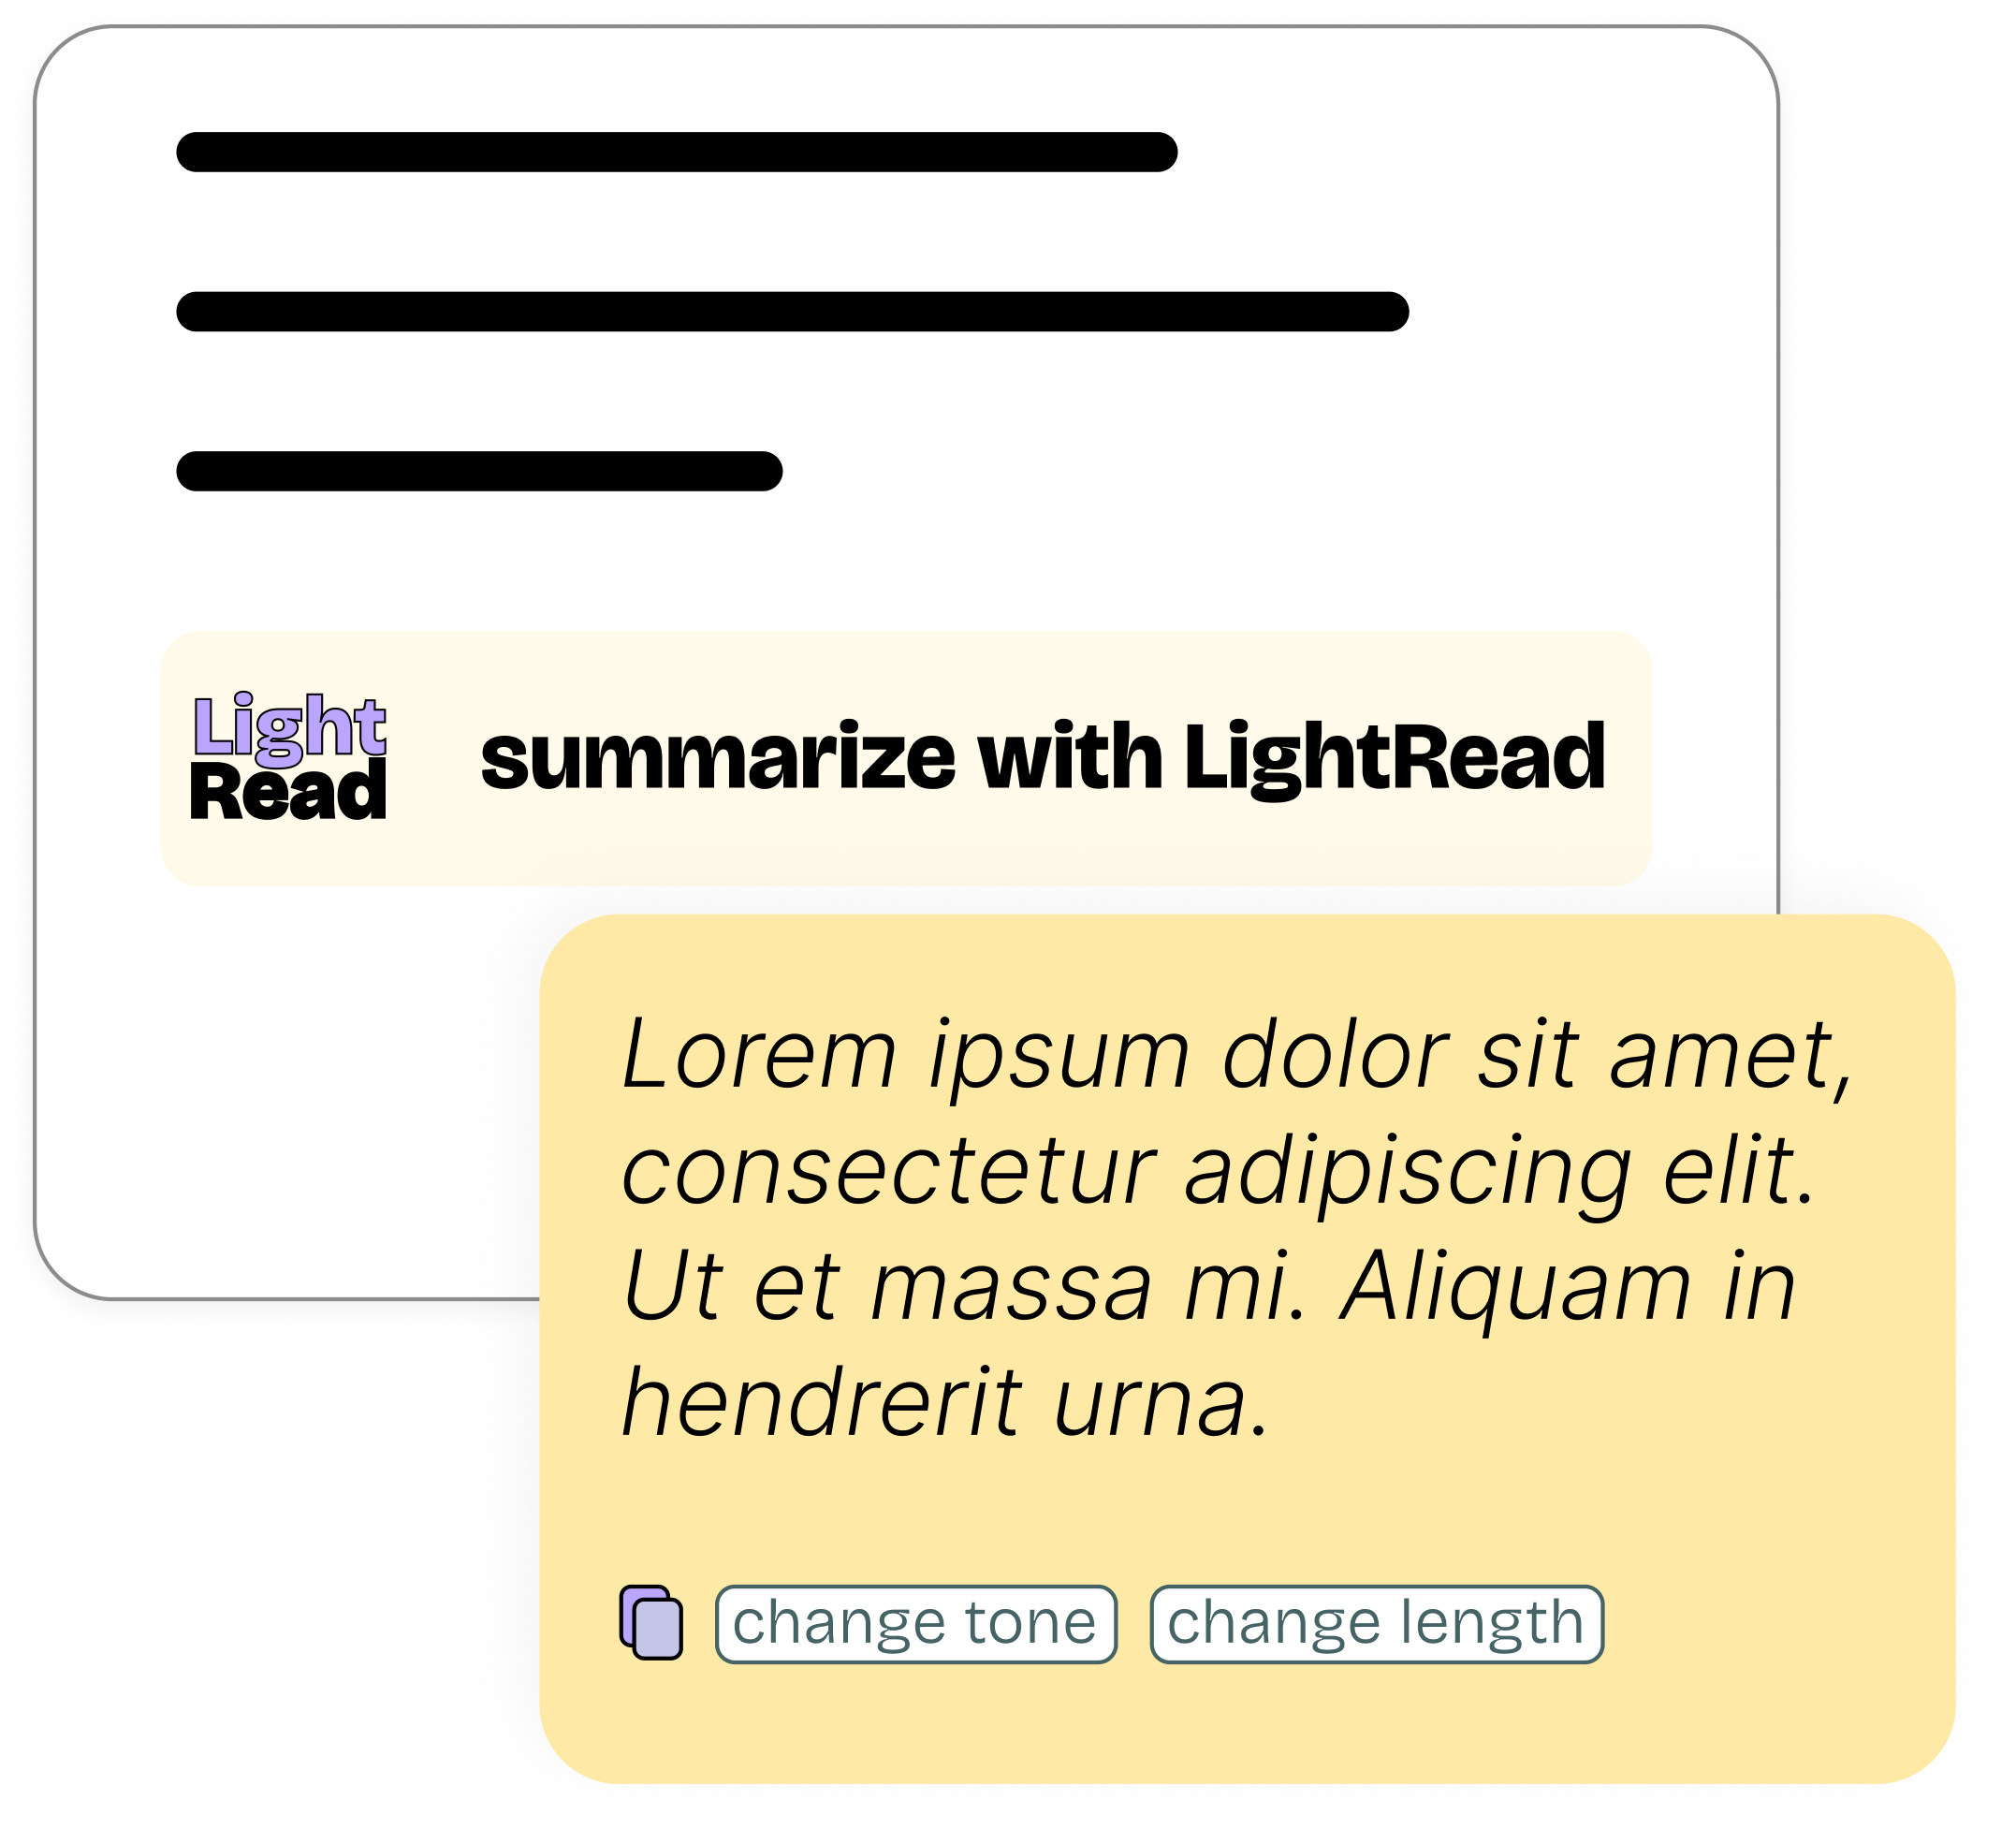 Light
Read
summarize with LightRead
Lorem ipsum dolor sit amet,
consectetur adipiscing elit.
Ut et massa mi. Aliquam in
hendrerit urna.
change tone
change length